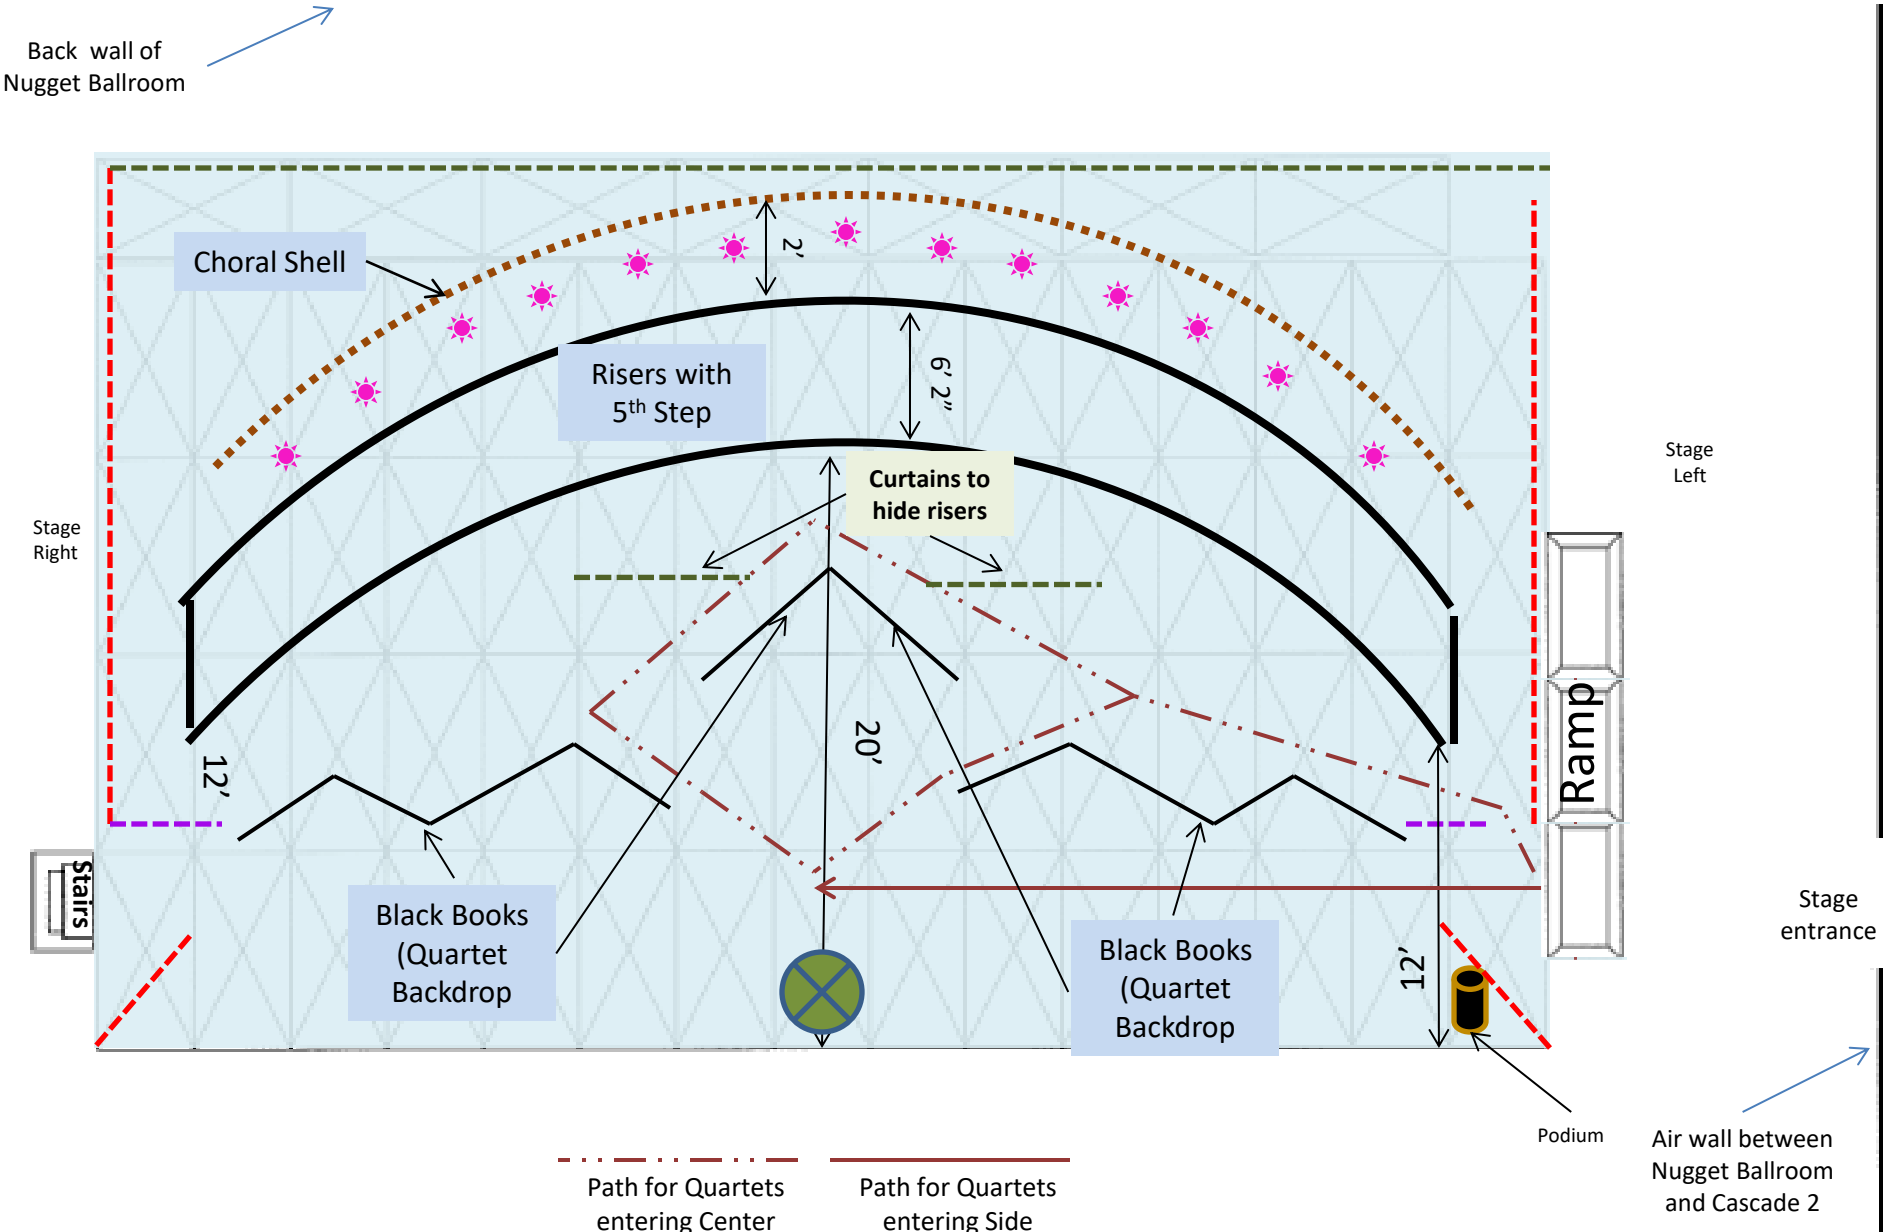 Back wall of
Nugget Ballroom
Choral Shell
2’
Risers with
5th Step
6’ 2”
Curtains to
hide risers
Stage
Left
Stage
Right
Ramp
20’
12’
Stairs
Black Books
(Quartet
Backdrop
Black Books
(Quartet
Backdrop
12’
Stage
entrance
Podium
Air wall between
Nugget Ballroom
and Cascade 2
Path for Quartets
entering Center
Path for Quartets
entering Side